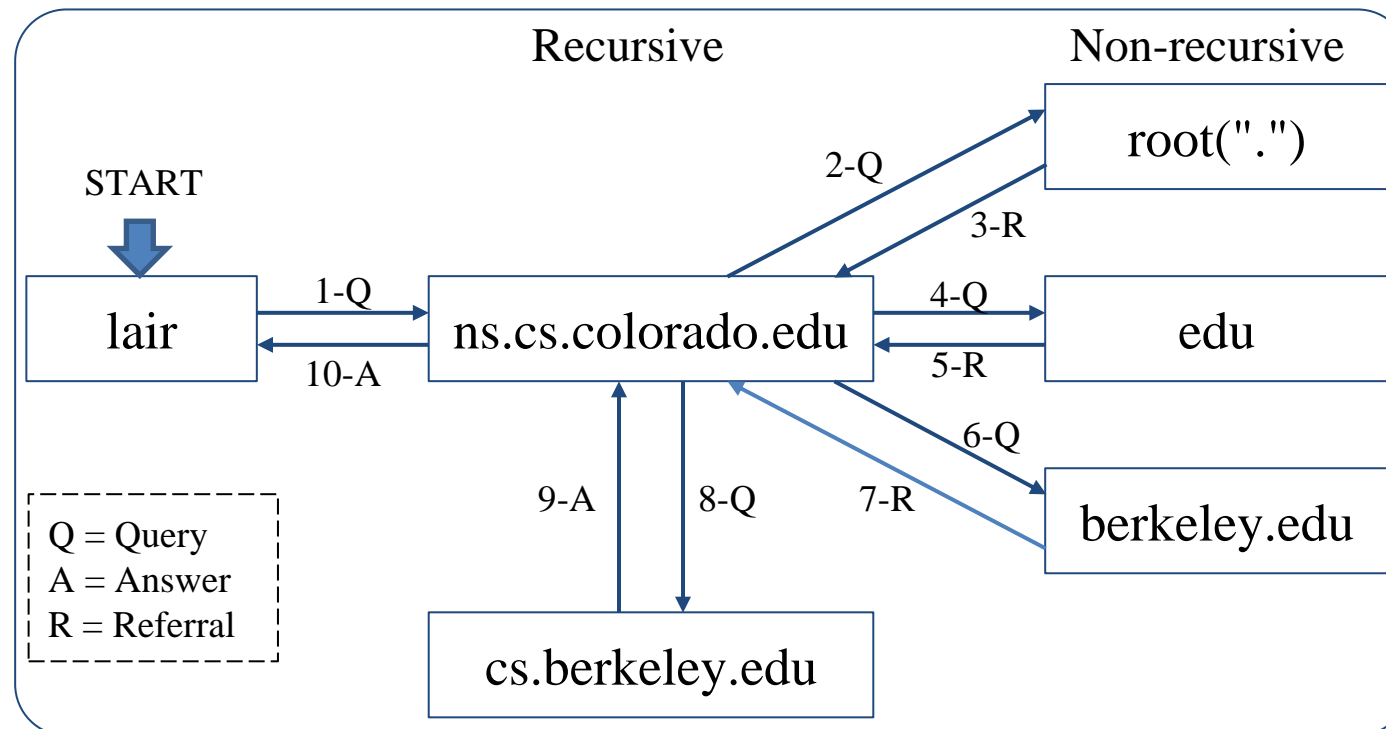 Recursive
Non-recursive
root(".")
2-Q
START
3-R
1-Q
4-Q
lair
ns.cs.colorado.edu
edu
10-A
5-R
6-Q
9-A
8-Q
7-R
berkeley.edu
Q = Query
A = Answer
R = Referral
cs.berkeley.edu